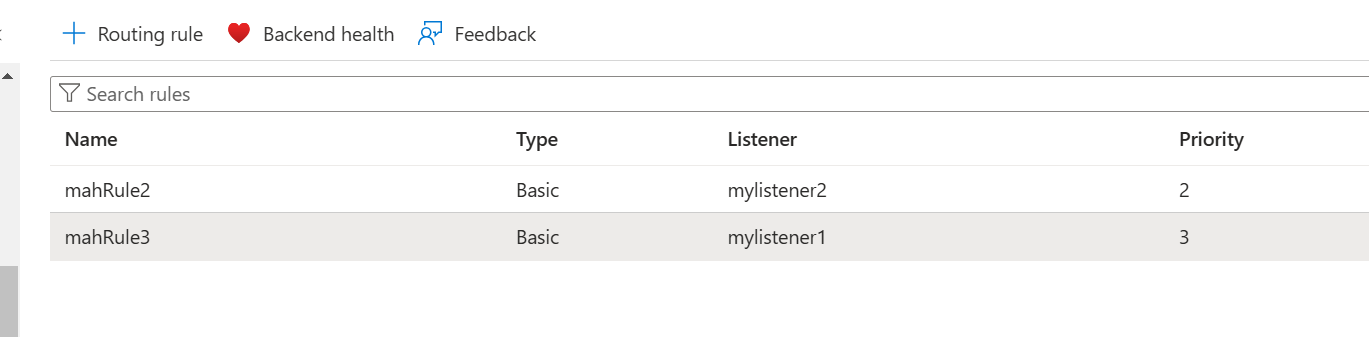 Routing rule Backend health Feedback
Search rules
Name Type Listener Priority
mahRule2 Basic mylistener2 2
mahRule3 Basic mylistener1 3